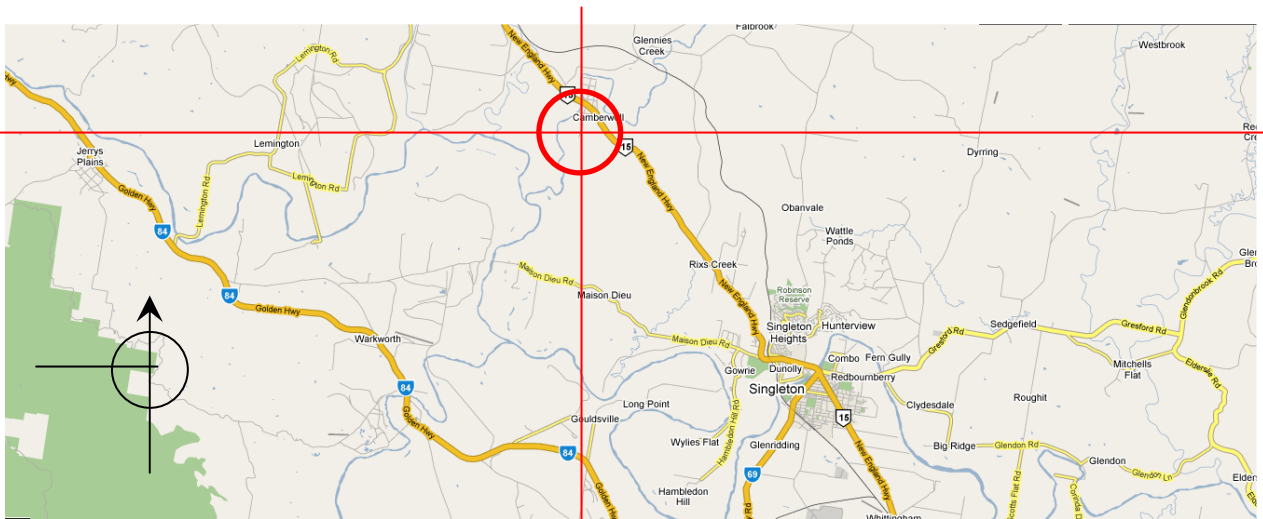 Falbrook
Glennies
Creek
Westbrook
New England Hwy
Lemington Rd
Hwy
Camberwell
15
Jerrys
Plains
Lemington
Dyrring
Lemington Rd
Lemington Rd
New England Hwy
Golden Hwy
84
Obanvale
Wattle
Ponds
Rixs Creek
Maison Dieu Rd
Maison Dieu
84
Golden Hwy
Robinson
Reserve
New England Hwy
Glendonbrook Rd
Singleton
Heights
Hunterview
Sedgefield
Gresford Rd
Gresford Rd
Warkworth
Maison Dieu Rd
Combo
Fern Gully
Gowrie
Dunolly
Redbournberry
Mitchells
Flat
Elderslie Rd
84
Singleton
Roughit
Long Point
Clydesdale
Gouldsville
15
Golden Hwy
Hambledon Hill Rd
Wylies Flat
Glenridding
Big Ridge
Glendon Rd
84
New England Hwy
Glendon
Glendon Ln
69
Hambledon
Hill
Golden
Whittingham